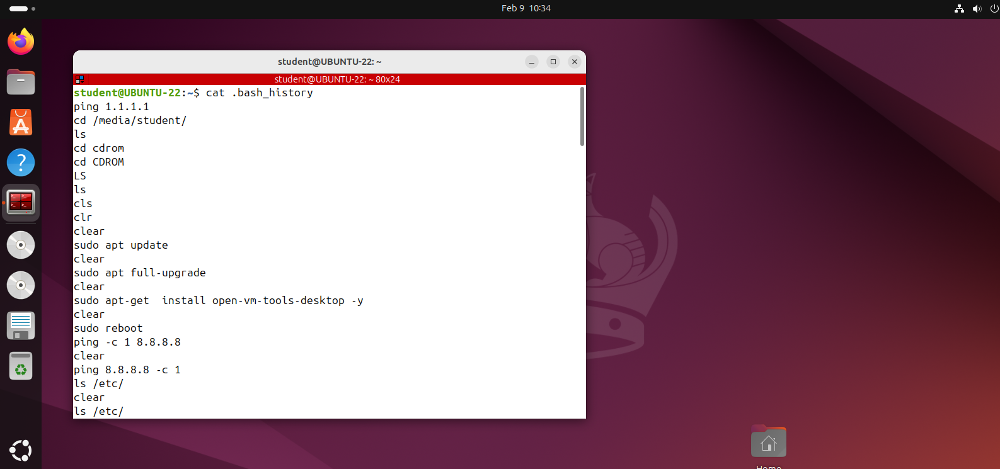 Feb 9 10:34
student@UBUNTU-22: ~
student@UBUNTU-22: ~ 80x24
student@UBUNTU-22:~$ cat .bash_history
ping 1.1.1.1
cd /media/student/
ls
cd cdrom
cd CDROM
LS
ls
cls
clr
clear
sudo apt update
clear
sudo apt full-upgrade
clear
sudo apt-get  install open-vm-tools-desktop -y
clear
sudo reboot
ping -c 1 8.8.8.8
clear
ping 8.8.8.8 -c 1
ls /etc/
clear
ls /etc/
Home